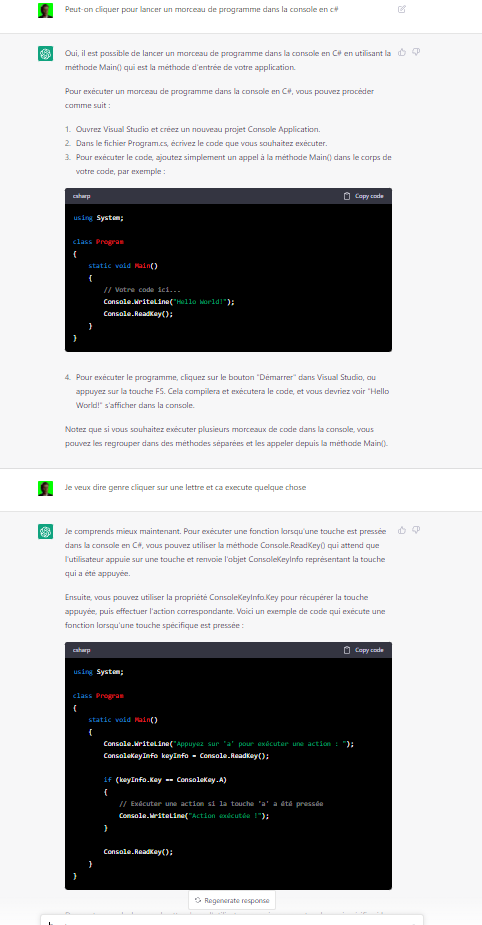 Peut-on cliquer pour lancer un morceau de programme dans la console en c#
Oui, il est possible de lancer un morceau de programme dans la console en C# en utilisant la
méthode Main() qui est la méthode d'entrée de votre application.
Pour exécuter un morceau de programme dans la console en C#, vous pouvez procéder
comme suit :
1. Ouvrez Visual Studio et créez un nouveau projet Console Application.
2. Dans le fichier Program.cs, écrivez le code que vous souhaitez exécuter.
3. Pour exécuter le code, ajoutez simplement un appel à la méthode Main() dans le corps de
votre code, par exemple :
csharp Copy code
using System;
class Program
{
static void Main()
{
// Votre code ici...
Console.WriteLine("Hello World!");
Console.ReadKey();
}
}
4. Pour exécuter le programme, cliquez sur le bouton "Démarrer" dans Visual Studio, ou
appuyez sur la touche F5. Cela compilera et exécutera le code, et vous devriez voir "Hello
World!" s'afficher dans la console.
Notez que si vous souhaitez exécuter plusieurs morceaux de code dans la console, vous
pouvez les regrouper dans des méthodes séparées et les appeler depuis la méthode Main().
Je veux dire genre cliquer sur une lettre et ca execute quelque chose
Je comprends mieux maintenant. Pour exécuter une fonction lorsqu'une touche est pressée
dans la console en C#, vous pouvez utiliser la méthode Console.ReadKey() qui attend que
l'utilisateur appuie sur une touche et renvoie l'objet ConsoleKeyInfo représentant la touche
qui a été appuyée.
Ensuite, vous pouvez utiliser la propriété ConsoleKeyInfo.Key pour récupérer la touche
appuyée, puis effectuer l'action correspondante. Voici un exemple de code qui exécute une
fonction lorsqu'une touche spécifique est pressée :
csharp Copy code
using System;
class Program
{
static void Main()
{
Console.WriteLine("Appuyez sur 'a' pour exécuter une action : ");
ConsoleKeyInfo keyInfo = Console.ReadKey();
if (keyInfo.Key == ConsoleKey.A)
{
// Exécuter une action si la touche 'a' a été pressée
Console.WriteLine("Action exécutée !");
}
Console.ReadKey();
}
}
Regenerate response